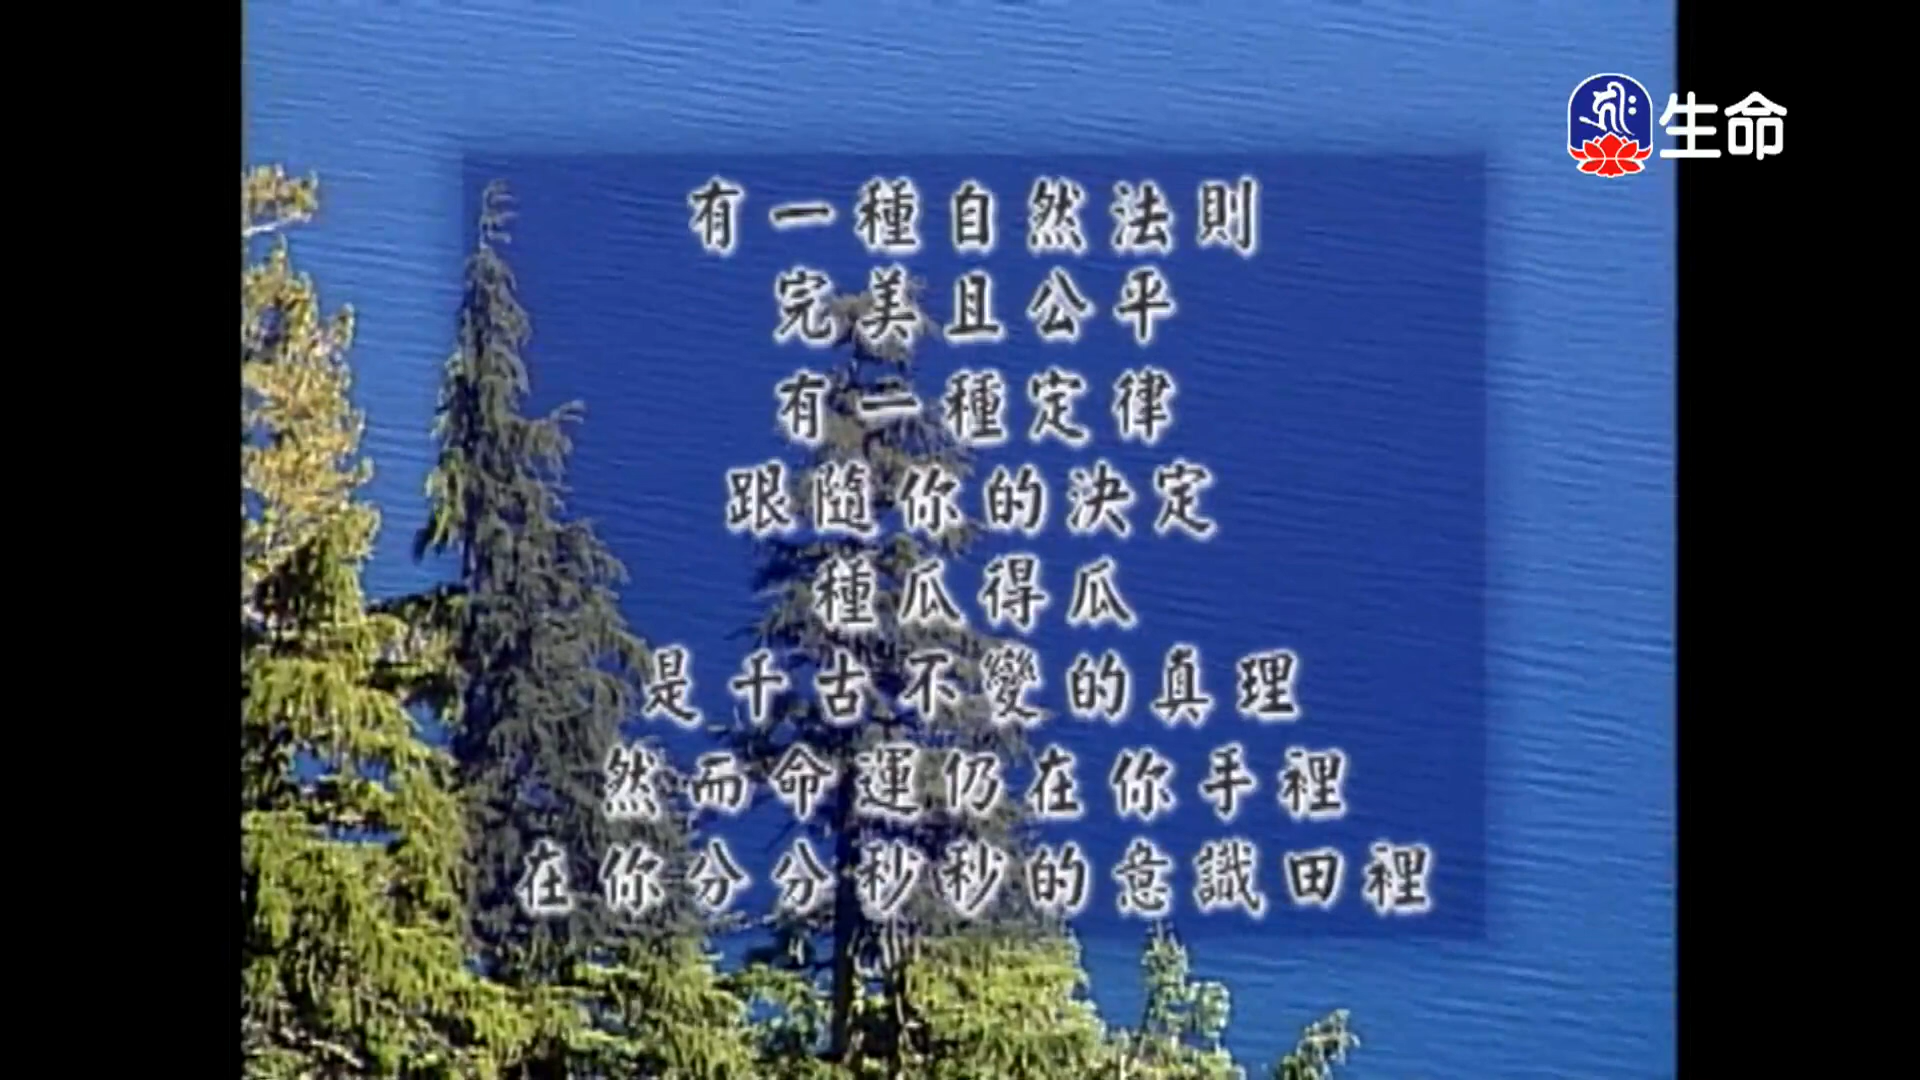 生命
有一種自然法則
完美且公平
有一種定律
跟隨你的決定
種瓜得瓜
是千古不變的真理
然而命運仍在你手裡
在你分分秒秒的意識田裡